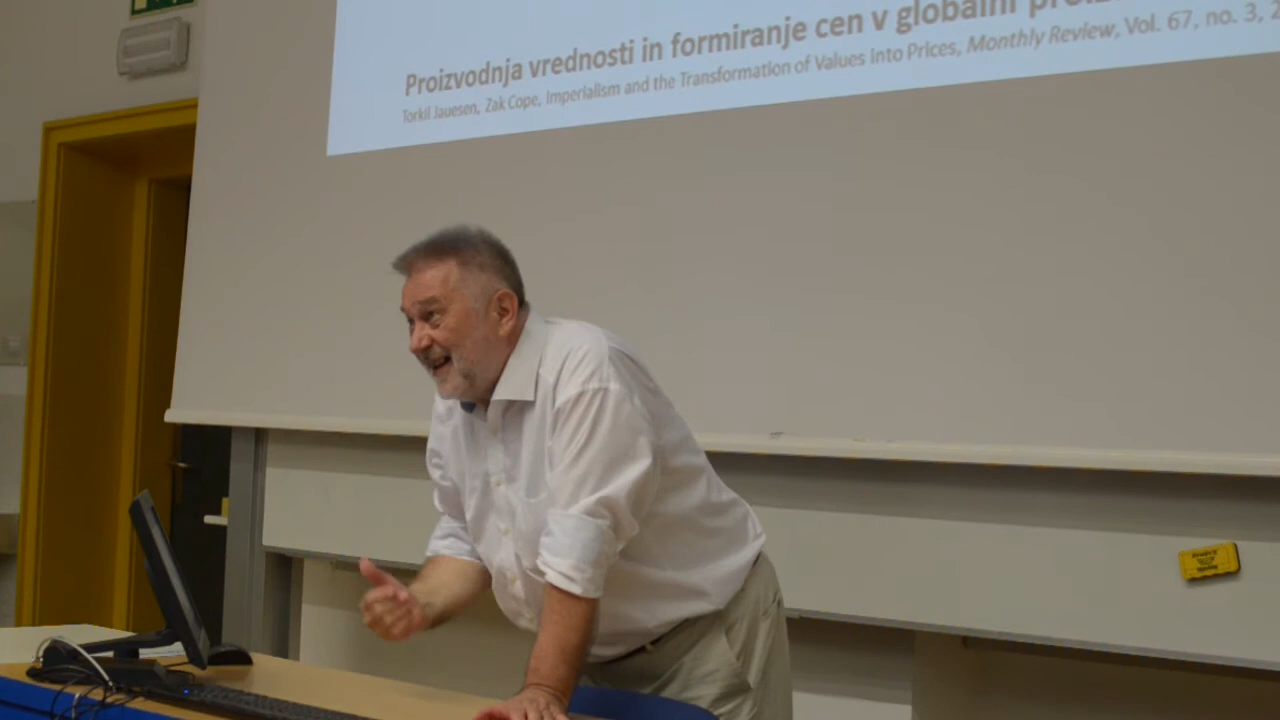 Proizvodnja vrednosti in formiranje cen v globalni
Torkil Lauesen, Zak Cope, Imperialism and the Transformation of Values into Prices, Monthly Review, Vol. 67, no. 3,